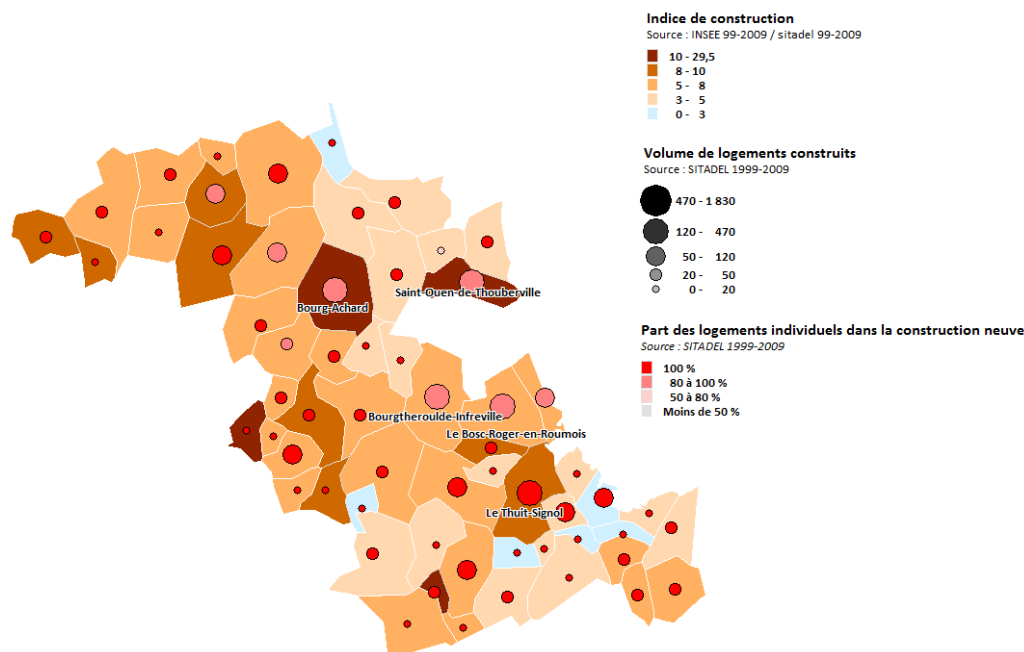 Indice de construction
Source : INSEE 99-2009 / sitadel 99-2009
10 - 29,5
8 - 10
5 - 8
3 - 5
0 - 3
Volume de logements construits
Source : SITADEL 1999-2009
470 - 1 830
120 - 470
50 - 120
20 - 50
0 - 20
Saint-Ouen-de-Thouberville
Bourg-Achard
Part des logements individuels dans la construction neuve
Source : SITADEL 1999-2009
100 %
80 à 100 %
50 à 80 %
Moins de 50 %
Bourgtheroulde-Infreville
Le Bosc-Roger-en-Roumois
Le Thuit-Signol